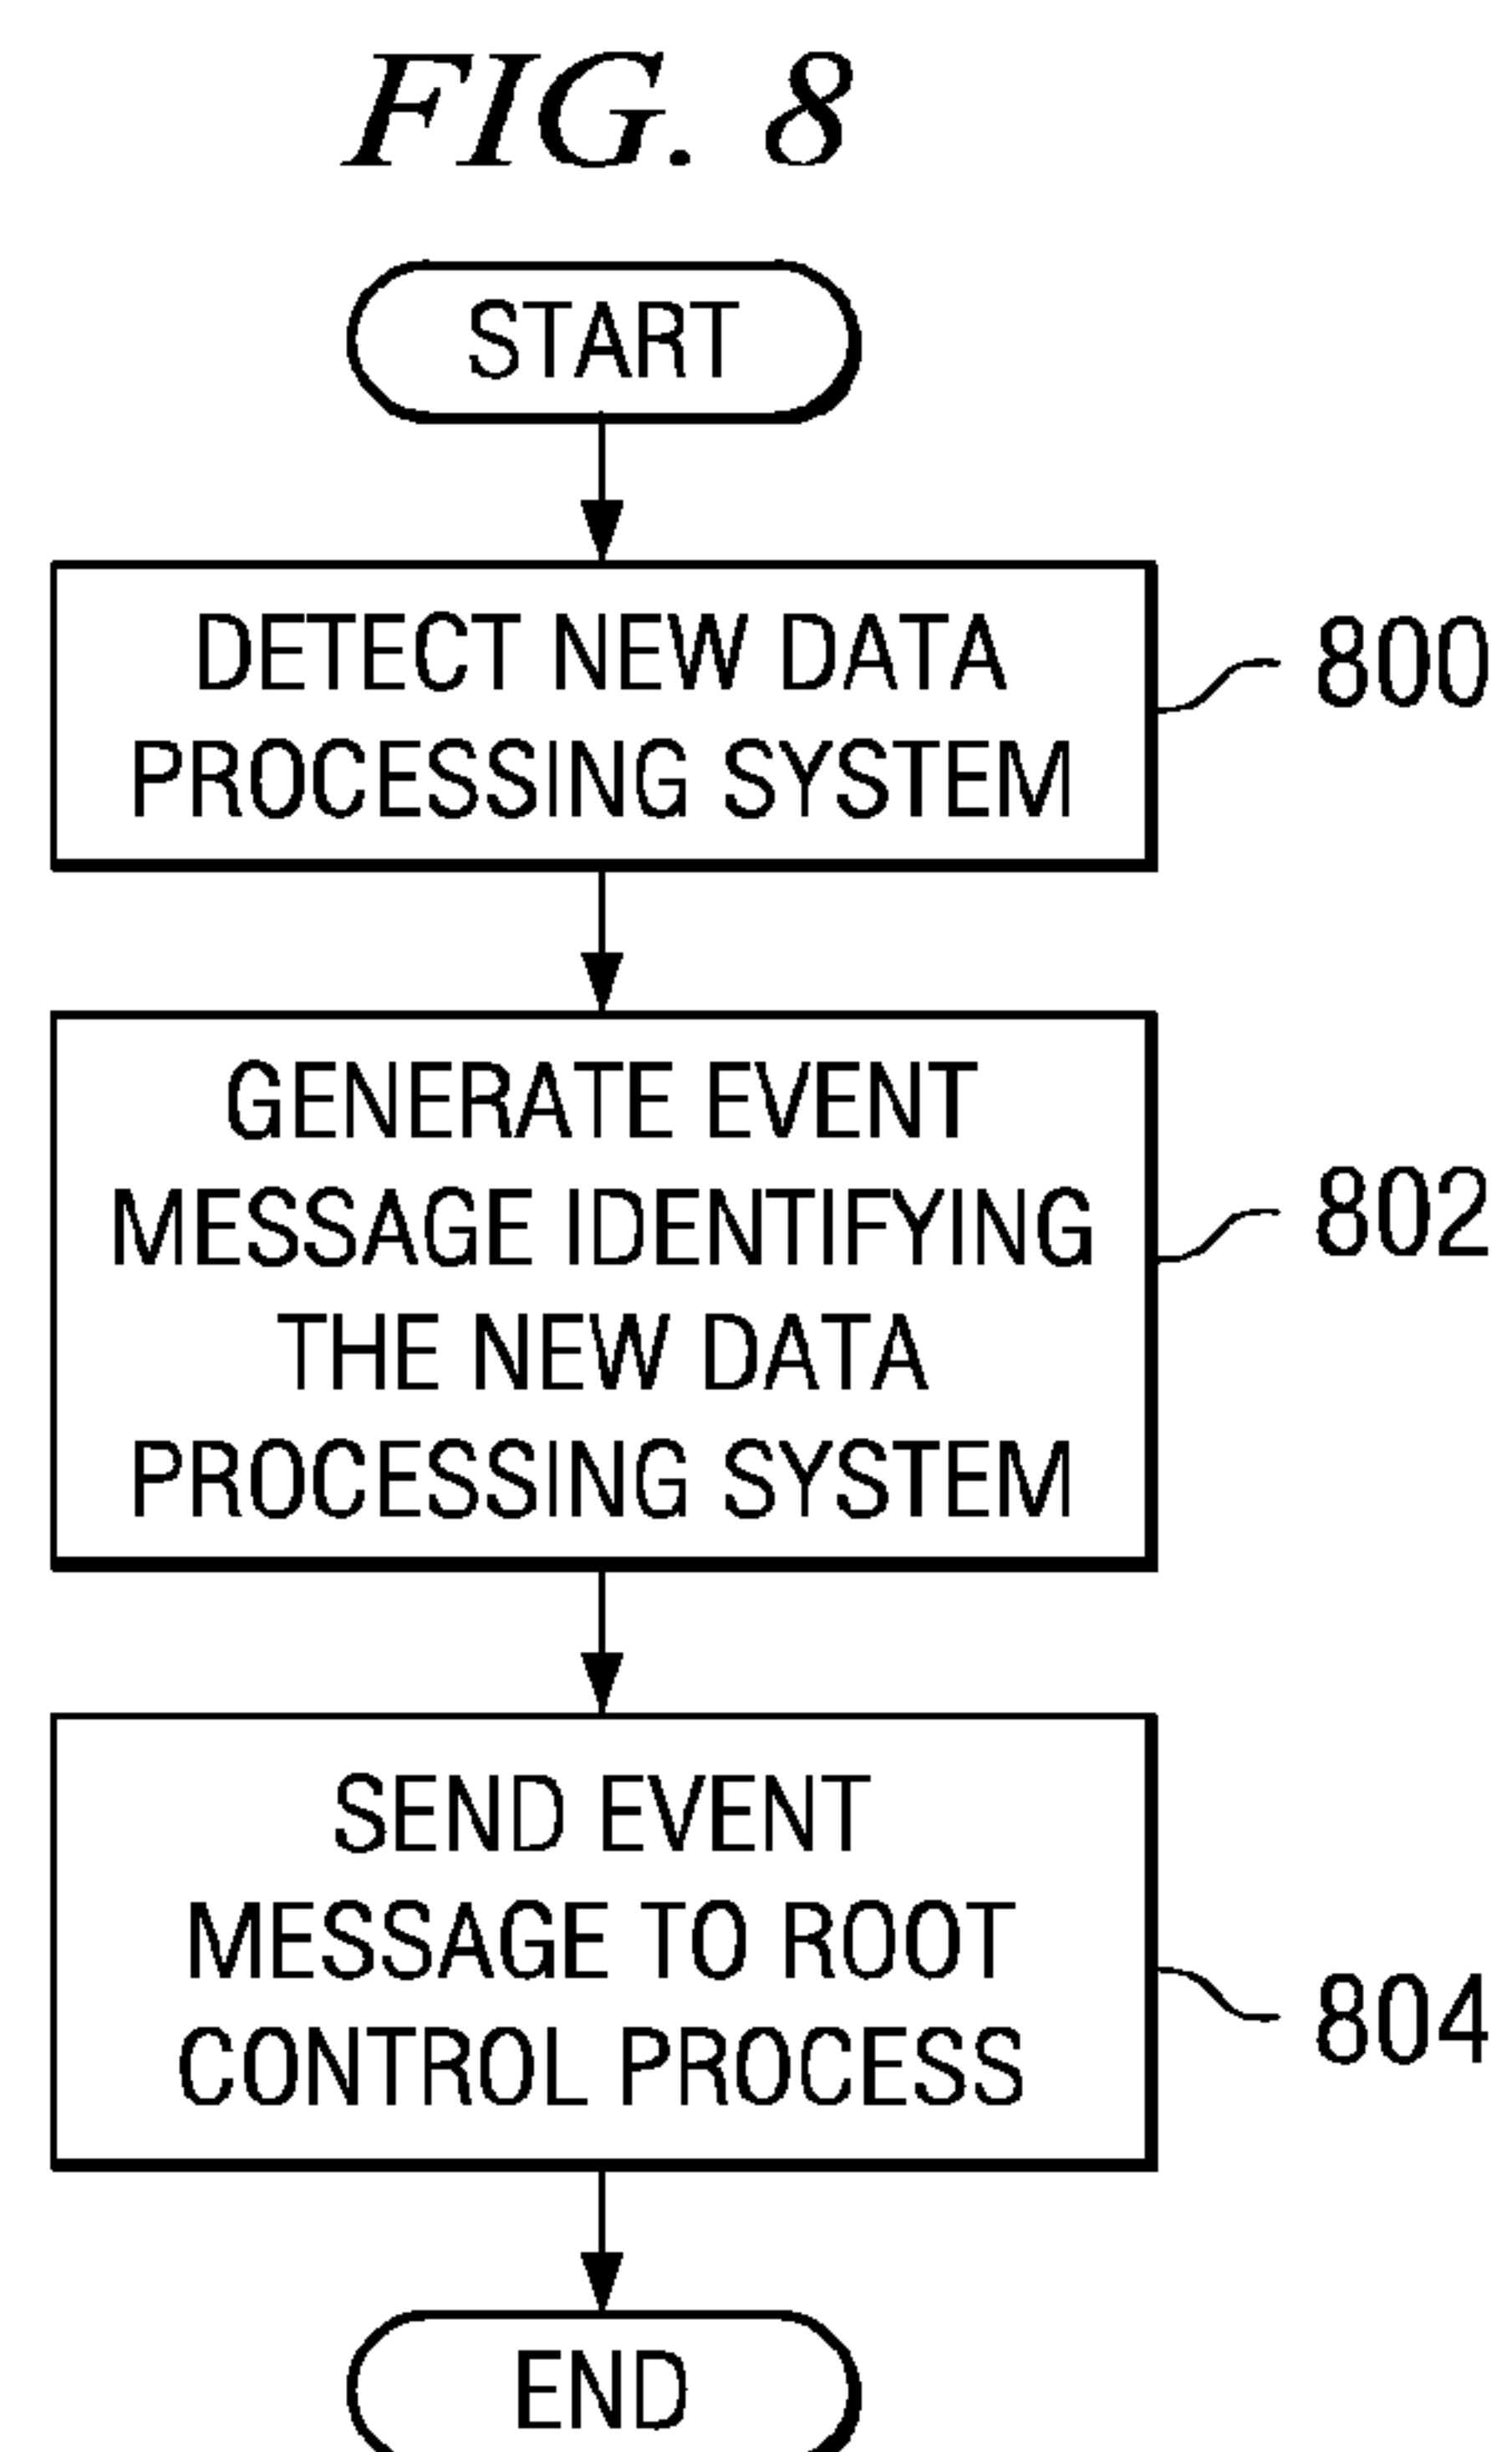 FIG. 8
START
DETECT NEW DATA
PROCESSING SYSTEM
800
GENERATE EVENT
MESSAGE IDENTIFYING
THE NEW DATA
PROCESSING SYSTEM
802
SEND EVENT
MESSAGE TO ROOT
CONTROL PROCESS
804
END